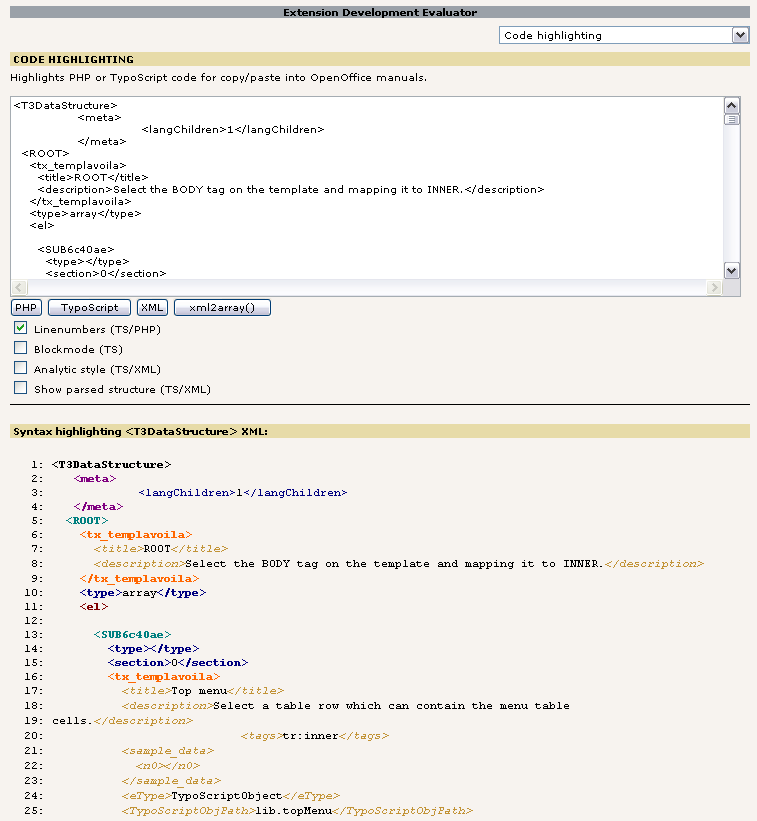 Extension Development Evaluator
Code highlighting
CODE HIGHLIGHTING
Highlights PHP or TypoScript code for copy/paste into OpenOffice manuals.
<T3DataStructure>
<meta>
<langChildren>1</langChildren>
</meta>
<ROOT>
<tx_templavoila>
<title>ROOT</title>
<description>Select the BODY tag on the template and mapping it to INNER.</description>
</tx_templavoila>
<type>array</type>
<el>
<SUB6c40ae>
<type></type>
<section>0</section>
PHP TypoScript XML xml2array()
Linenumbers (TS/PHP)
Blockmode (TS)
Analytic style (TS/XML)
Show parsed structure (TS/XML)
Syntax highlighting <T3DataStructure> XML:
1: <T3DataStructure>
2: <meta>
3: <langChildren>1</langChildren>
4: </meta>
5: <ROOT>
6: <tx_templavoila>
7: <title>ROOT</title>
8: <description>Select the BODY tag on the template and mapping it to INNER.</description>
9: </tx_templavoila>
10: <type>array</type>
11: <el>
12:
13: <SUB6c40ae>
14: <type></type>
15: <section>0</section>
16: <tx_templavoila>
17: <title>Top menu</title>
18: <description>Select a table row which can contain the menu table
19: cells.</description>
20: <tags>tr:inner</tags>
21: <sample_data>
22: <n0></n0>
23: </sample_data>
24: <eType>TypoScriptObject</eType>
25: <TypoScriptObjPath>lib.topMenu</TypoScriptObjPath>